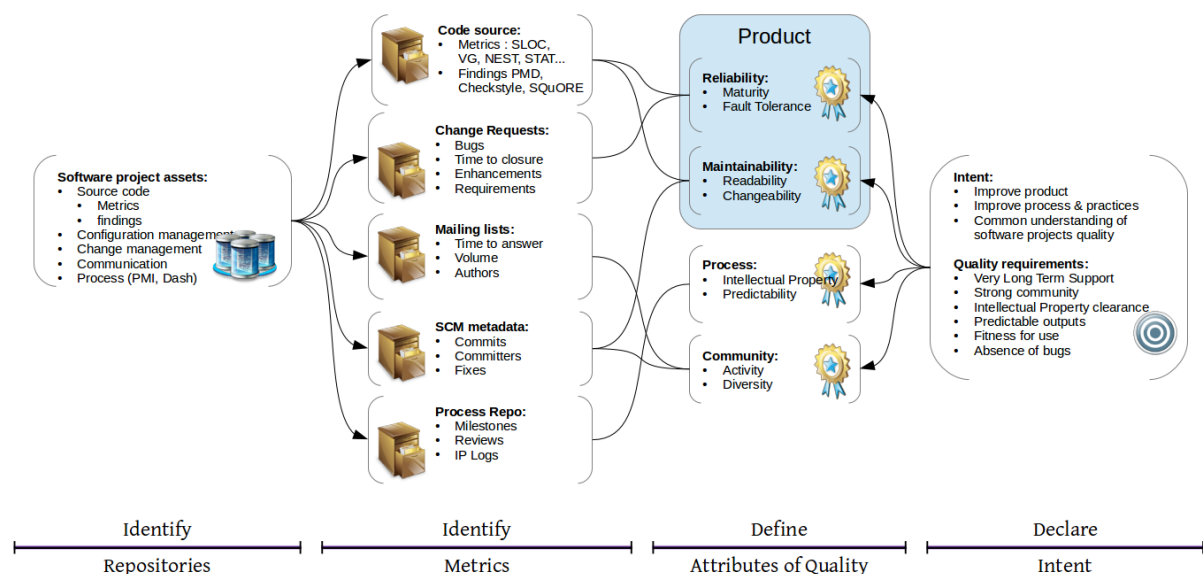 Software project assets:
• Source code
• Metrics
• findings
• Configuration management
• Change management
• Communication
• Process (PMI, Dash)
Code source:
• Metrics : SLOC,
VG, NEST, STAT...
• Findings PMD,
Checkstyle, SQuORE
Change Requests:
• Bugs
• Time to closure
• Enhancements
• Requirements
Mailing lists:
• Time to answer
• Volume
• Authors
SCM metadata:
• Commits
• Committers
• Fixes
Process Repo:
• Milestones
• Reviews
• IP Logs
Product
Reliability:
• Maturity
• Fault Tolerance
Maintainability:
• Readability
• Changeability
Process:
• Intellectual Property
• Predictability
Community:
• Activity
• Diversity
Intent:
• Improve product
• Improve process & practices
• Common understanding of
software projects quality
Quality requirements:
• Very Long Term Support
• Strong community
• Intellectual Property clearance
• Predictable outputs
• Fitness for use
• Absence of bugs
Identify
Repositories
Identify
Metrics
Define
Attributes of Quality
Declare
Intent